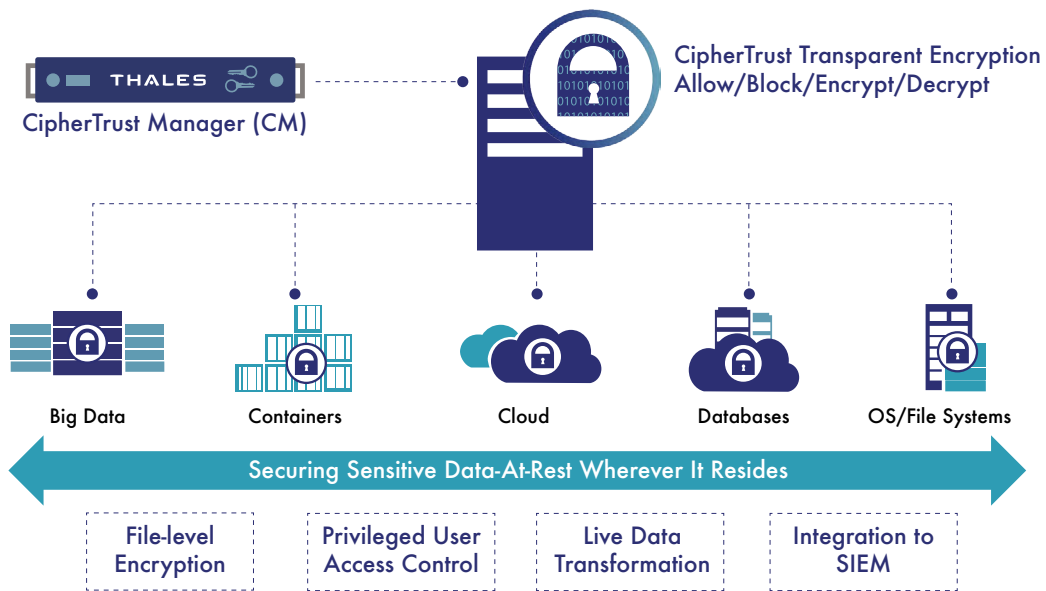 THALES
CipherTrust Manager (CM)
CipherTrust Transparent Encryption
Allow/Block/Encrypt/Decrypt
Big Data
Containers
Cloud
Databases
OS/File Systems
Securing Sensitive Data-At-Rest Wherever It Resides
File-level
Encryption
Privileged User
Access Control
Live Data
Transformation
Integration to
SIEM